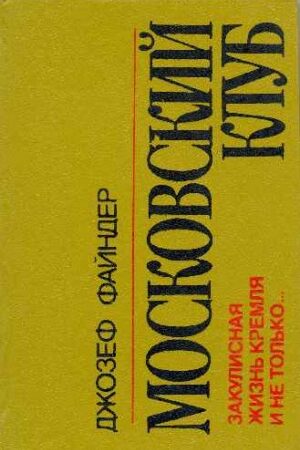 ДЖОЗЕФ ФАЙНДЕР
МОСКОВСКИЙ
КЛУБ
ЗАКУЛИСНАЯ
ЖИЗНЬ КРЕМЛЯ
И НЕ ТОЛЬКО...